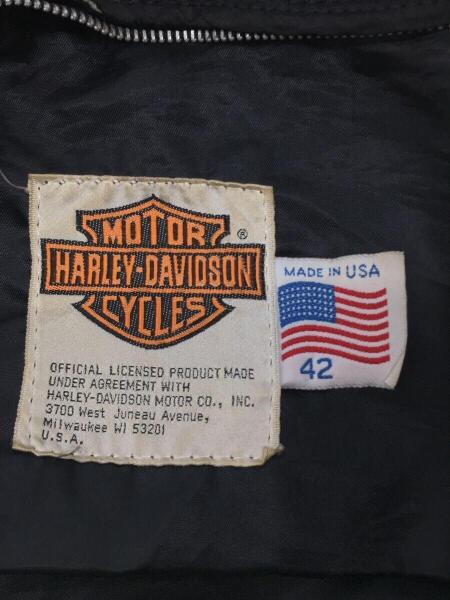 MOTOR
HARLEY-DAVIDSON
CYCLES
®
OFFICIAL LICENSED PRODUCT MADE
UNDER AGREEMENT WITH
HARLEY-DAVIDSON MOTOR CO., INC.
3700 West Juneau Avenue,
Milwaukee WI 53201
U.S.A.
MADE IN USA
42